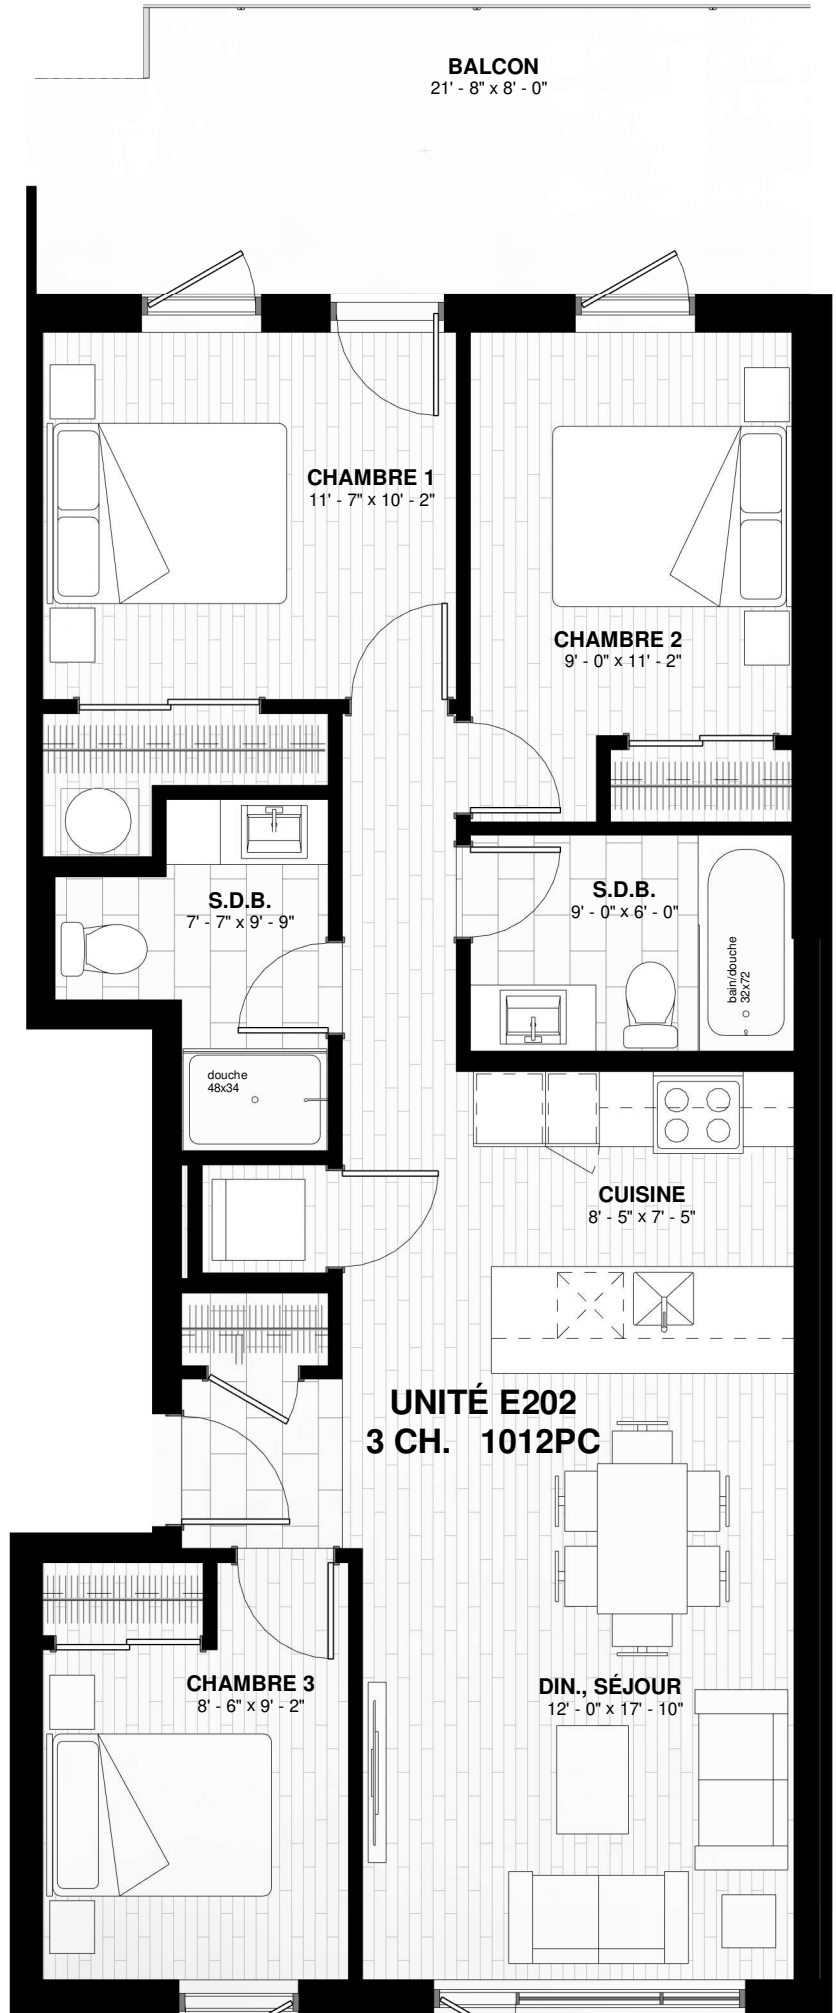 BALCON
21' - 8" x 8' - 0"
CHAMBRE 1
11' - 7" x 10' - 2"
CHAMBRE 2
9' - 0" x 11' - 2"
S.D.B.
7' - 7" x 9' - 9"
S.D.B.
9' - 0" x 6' - 0"
bain/douche
32x72
douche
48x34
CUISINE
8' - 5" x 7' - 5"
UNITÉ E202
3 CH. 1012PC
CHAMBRE 3
8' - 6" x 9' - 2"
DIN., SÉJOUR
12' - 0" x 17' - 10"